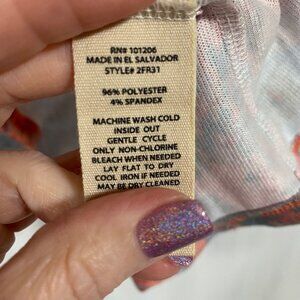 RN# 101206
MADE IN EL SALVADOR
STYLE# 2FR31
96% POLYESTER
4% SPANDEX
MACHINE WASH COLD
INSIDE OUT
GENTLE CYCLE
ONLY NON-CHLORINE
BLEACH WHEN NEEDED
LAY FLAT TO DRY
COOL IRON IF NEEDED
MAY BE DRY CLEANED